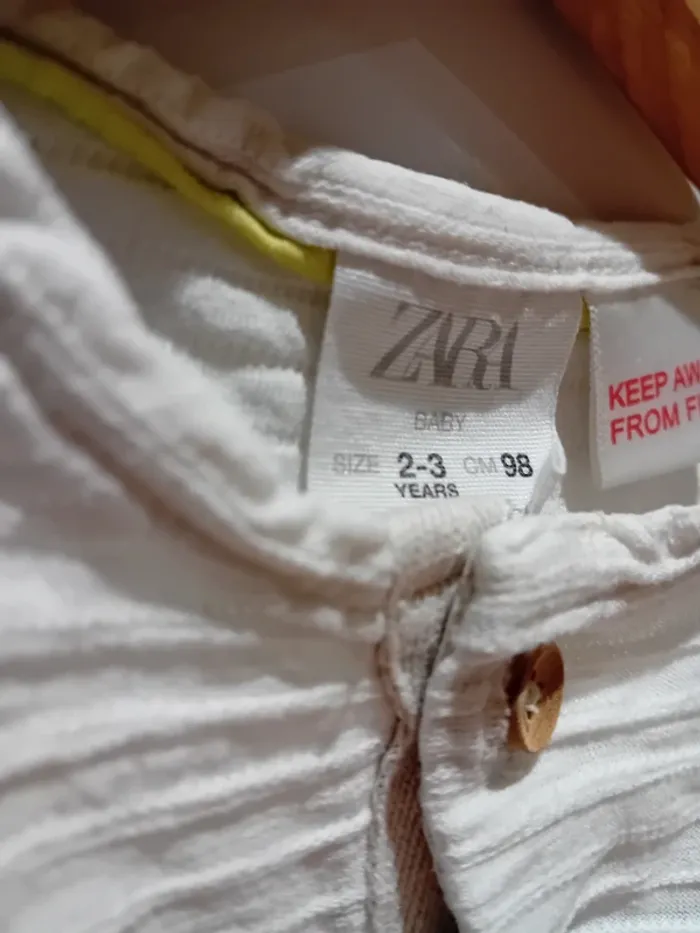 ZARA
BABY
SIZE 2-3 CM 98
YEARS
KEEP AW
FROM F